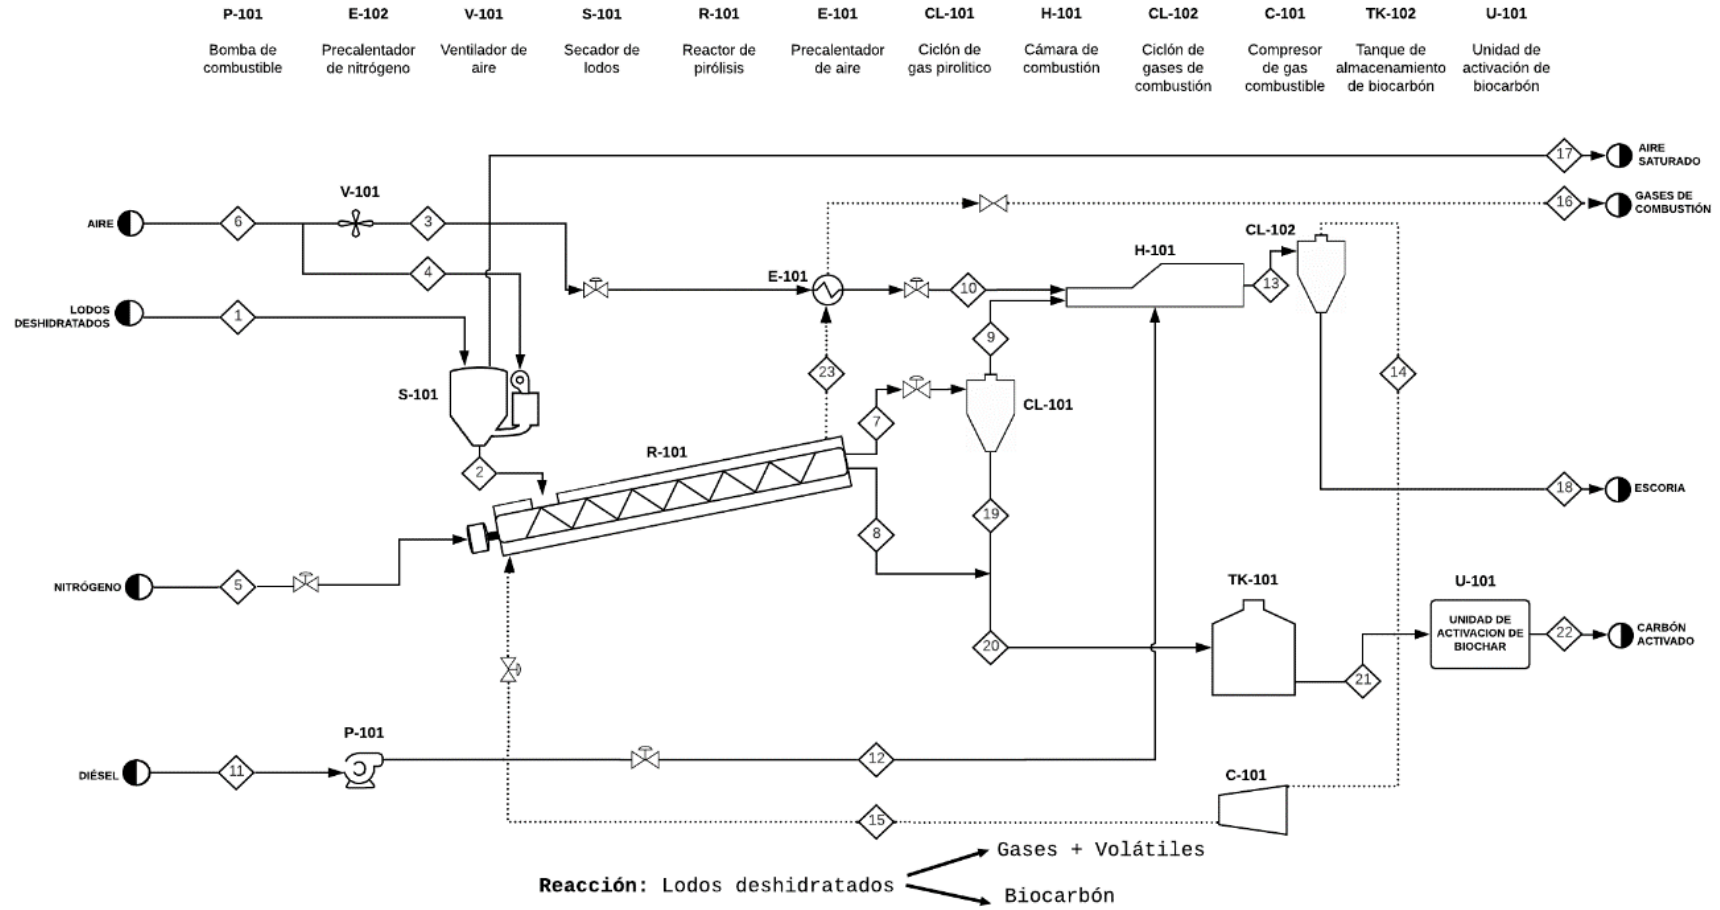 P-101 E-102 V-101 S-101 R-101 E-101 CL-101 H-101 CL-102 C-101 TK-102 U-101
Bomba de combustible
Precalentador de nitrógeno
Ventilador de aire
Secador de lodos
Reactor de pirólisis
Precalentador de aire
Ciclón de gas pirolitico
Cámara de combustión
Ciclón de gases de combustión
Compresor de gas combustible
Tanque de almacenamiento de biocarbón
Unidad de activación de biocarbón
17
AIRE
SATURADO
V-101
AIRE
6
3
16
GASES DE
COMBUSTIÓN
CL-102
H-101
4
E-101
10
13
LODOS
DESHIDRATADOS
1
9
23
14
S-101
7
CL-101
R-101
2
18
ESCORIA
19
8
NITRÓGENO
5
TK-101
U-101
UNIDAD DE
ACTIVACION DE
BIOCHAR
22
CARBÓN
ACTIVADO
20
21
P-101
DIÉSEL
11
12
C-101
15
Gases + Volátiles
Reacción: Lodos deshidratados
Biocarbón